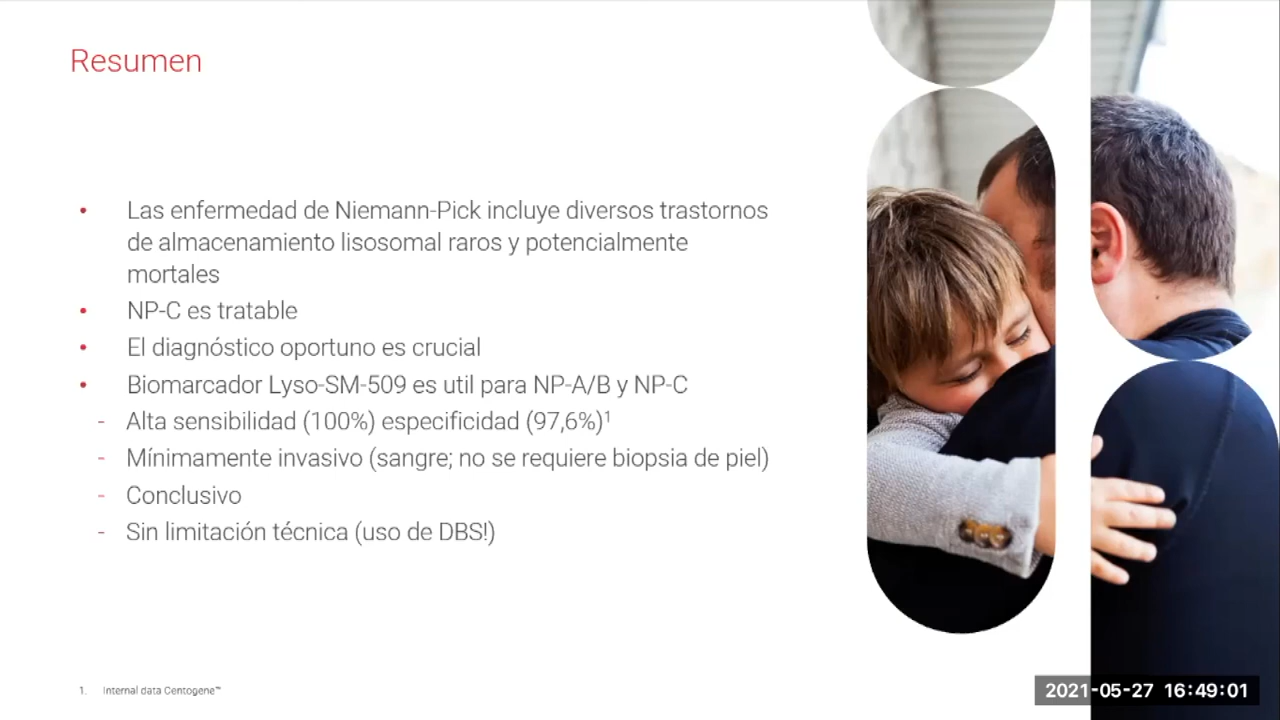 Resumen
• Las enfermedad de Niemann-Pick incluye diversos trastornos
de almacenamiento lisosomal raros y potencialmente
mortales
• NP-C es tratable
• El diagnóstico oportuno es crucial
• Biomarcador Lyso-SM-509 es util para NP-A/B y NP-C
- Alta sensibilidad (100%) especificidad (97,6%)¹
- Mínimamente invasivo (sangre; no se requiere biopsia de piel)
- Conclusivo
- Sin limitación técnica (uso de DBS!)
1. Internal data Centogene™
2021-05-27 16:49:01